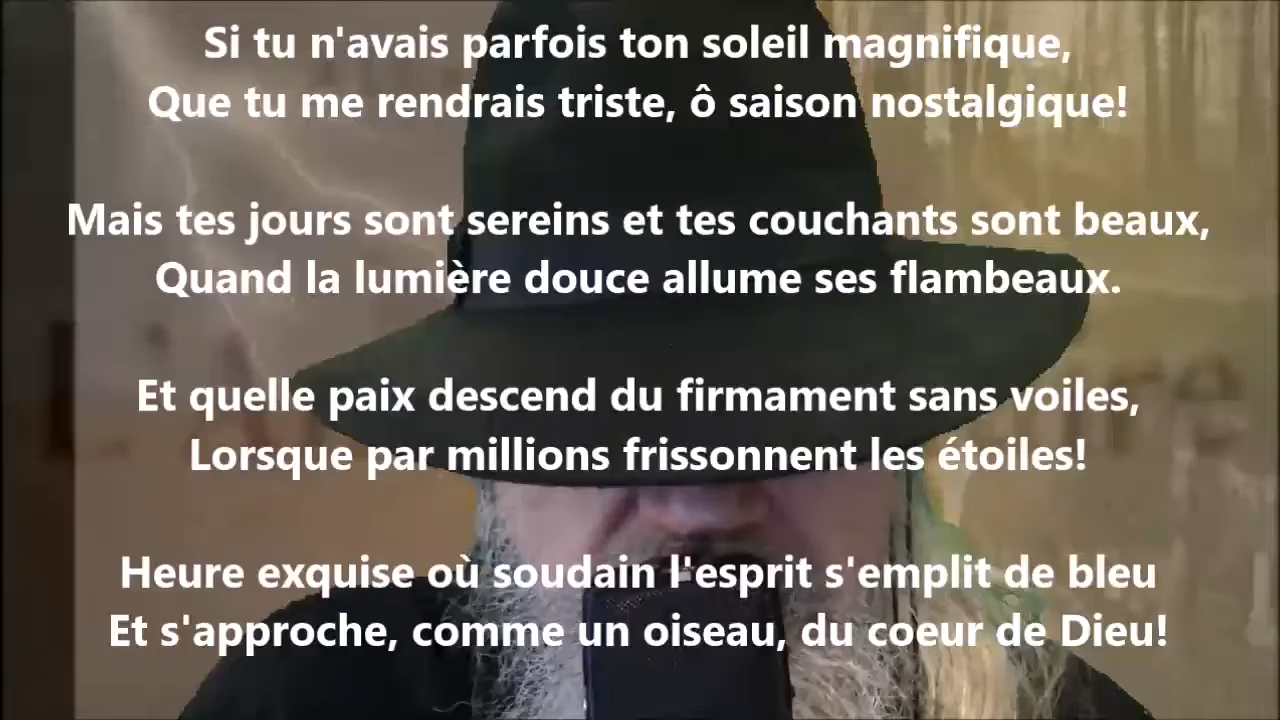 Si tu n'avais parfois ton soleil magnifique,
Que tu me rendrais triste, ô saison nostalgique!
Mais tes jours sont sereins et tes couchants sont beaux,
Quand la lumière douce allume ses flambeaux.
Et quelle paix descend du firmament sans voiles,
Lorsque par millions frissonnent les étoiles!
Heure exquise où soudain l'esprit s'emplit de bleu
Et s'approche, comme un oiseau, du coeur de Dieu!